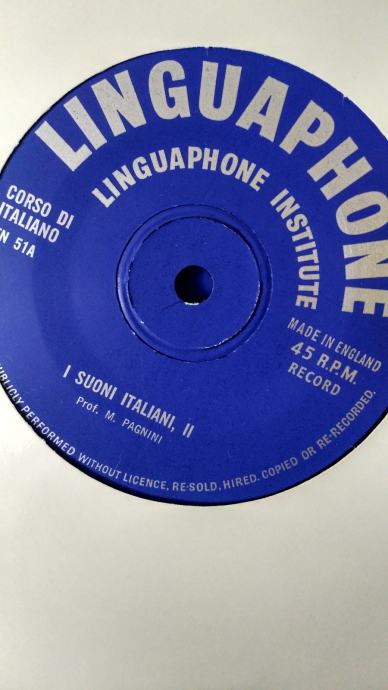 LINGUAPHONE
LINGUAPHONE INSTITUTE
CORSO DI
ITALIANO
51A
MADE IN ENGLAND
45 R.P.M.
RECORD
I SUONI ITALIANI, II
Prof. M. PAGNINI
PUBLICLY PERFORMED WITHOUT LICENCE, RE-SOLD, HIRED. COPIED OR RE-RECORDED.